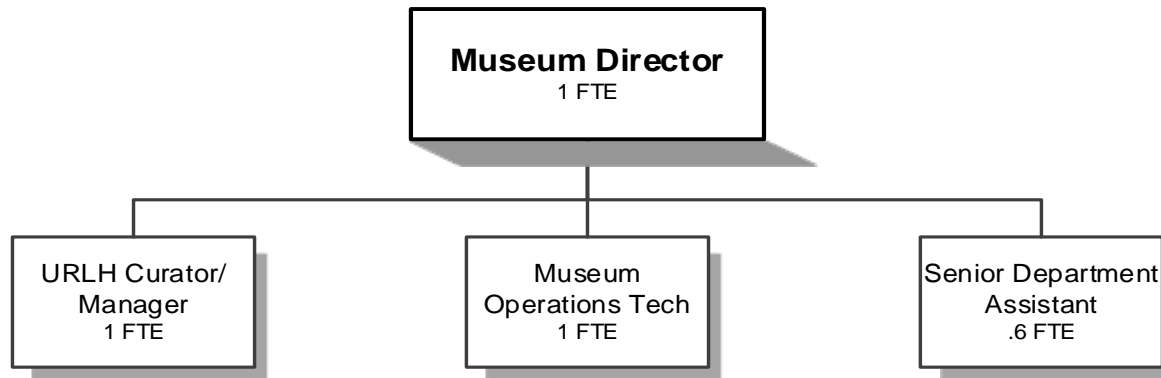 Museum Director
1 FTE
URLH Curator/
Manager
1 FTE
Museum
Operations Tech
1 FTE
Senior Department
Assistant
.6 FTE